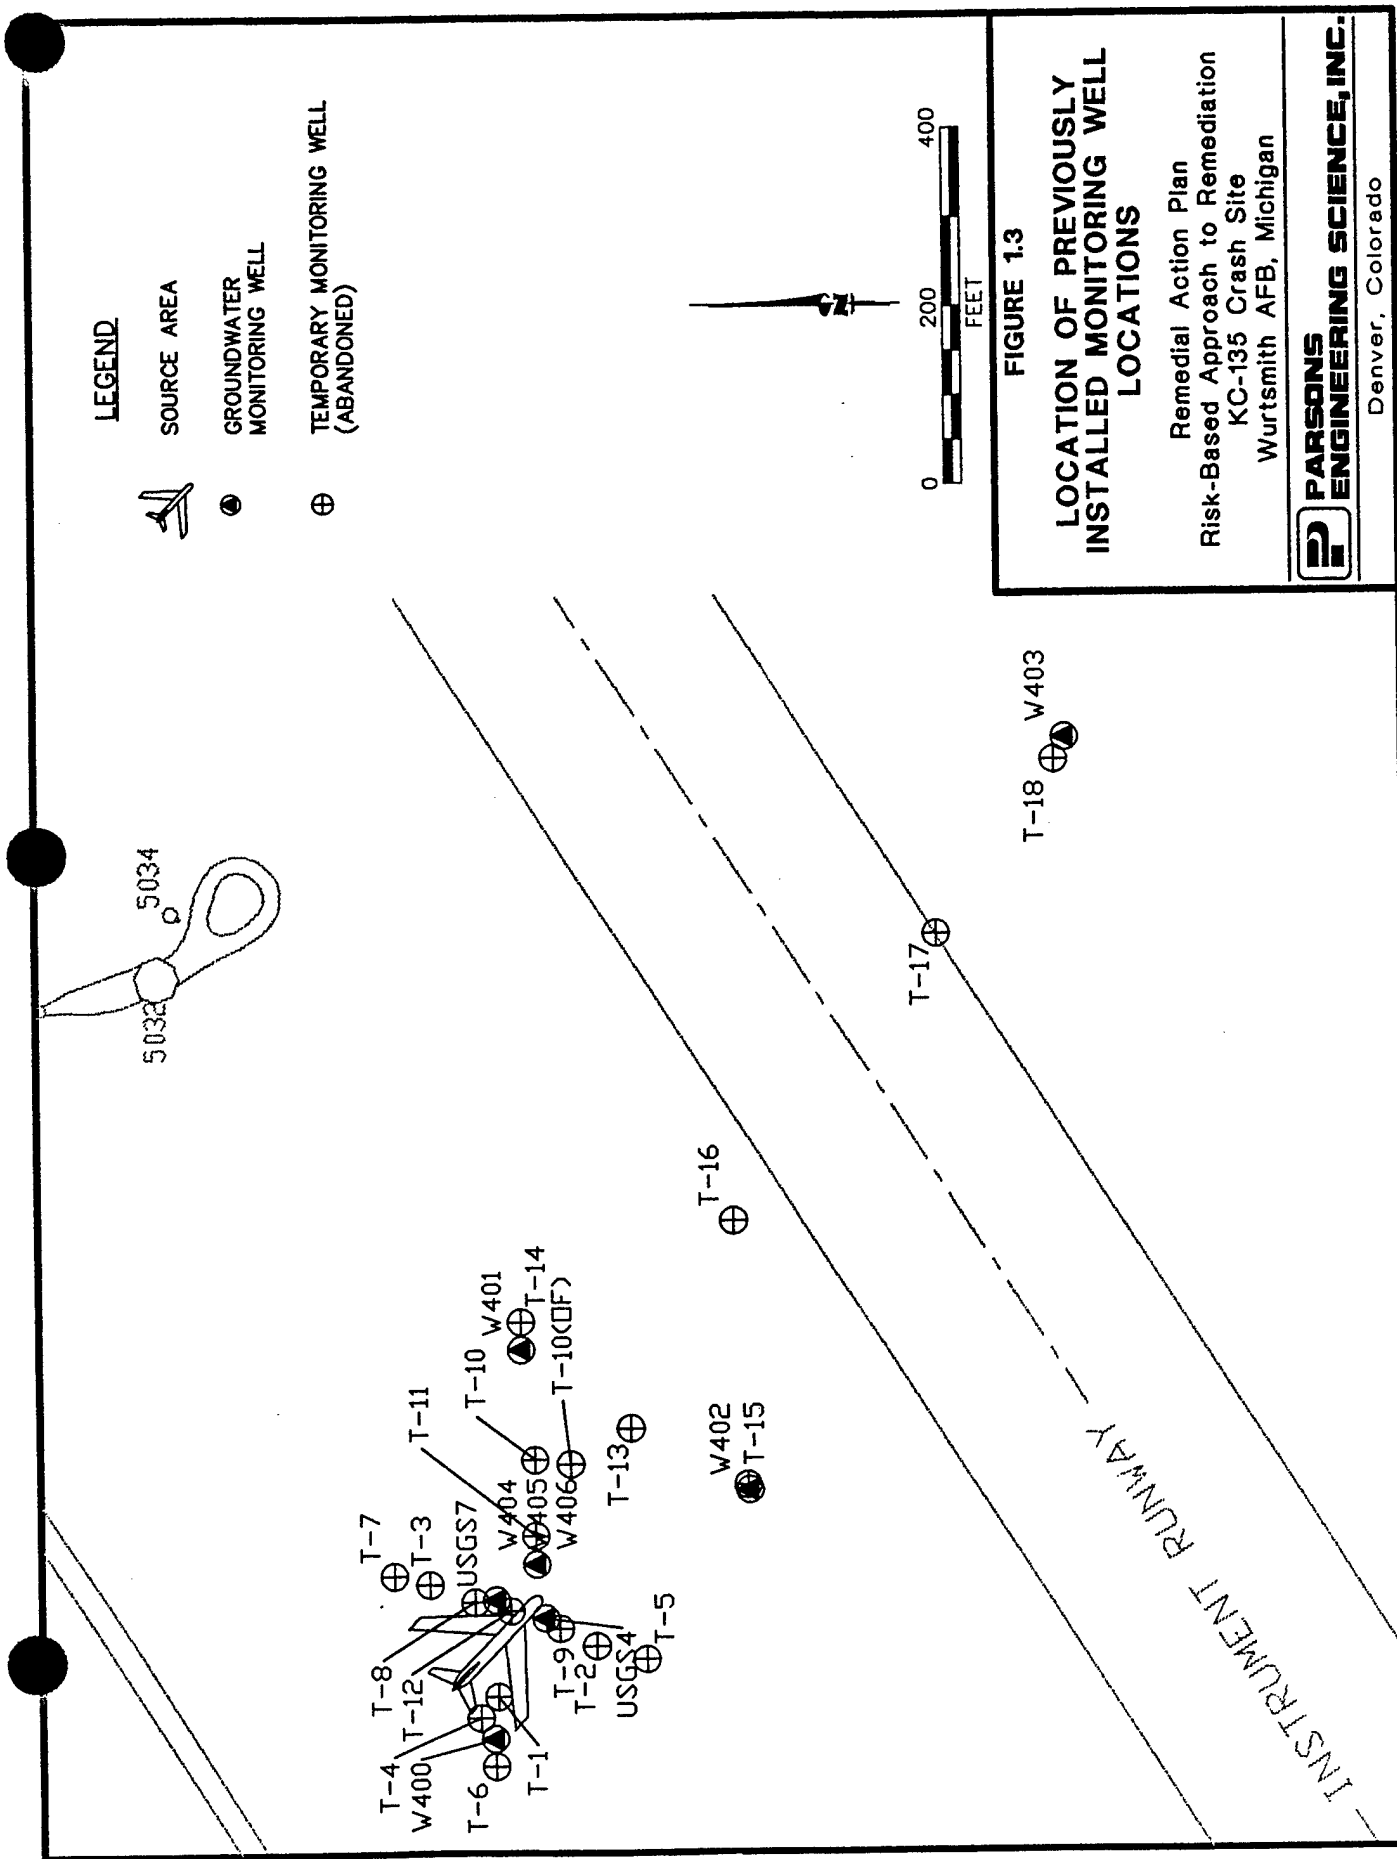 LEGEND
SOURCE AREA
GROUNDWATER
MONITORING WELL
TEMPORARY MONITORING WELL
(ABANDONED)
5032
5034
T-7
T-3
USGS7
T-8
T-12
T-4
W400
T-6
T-1
T-11
T-10
W401
T-14
T-10(OF)
W404
W405
W406
T-13
T-9
T-2
USGS4
T-5
W402
T-15
T-16
T-17
T-18
W403
INSTRUMENT RUNWAY
N
0
200
400
FEET
FIGURE 1.3
LOCATION OF PREVIOUSLY
INSTALLED MONITORING WELL
LOCATIONS
Remedial Action Plan
Risk-Based Approach to Remediation
KC-135 Crash Site
Wurtsmith AFB, Michigan
PARSONS
ENGINEERING SCIENCE, INC.
Denver, Colorado